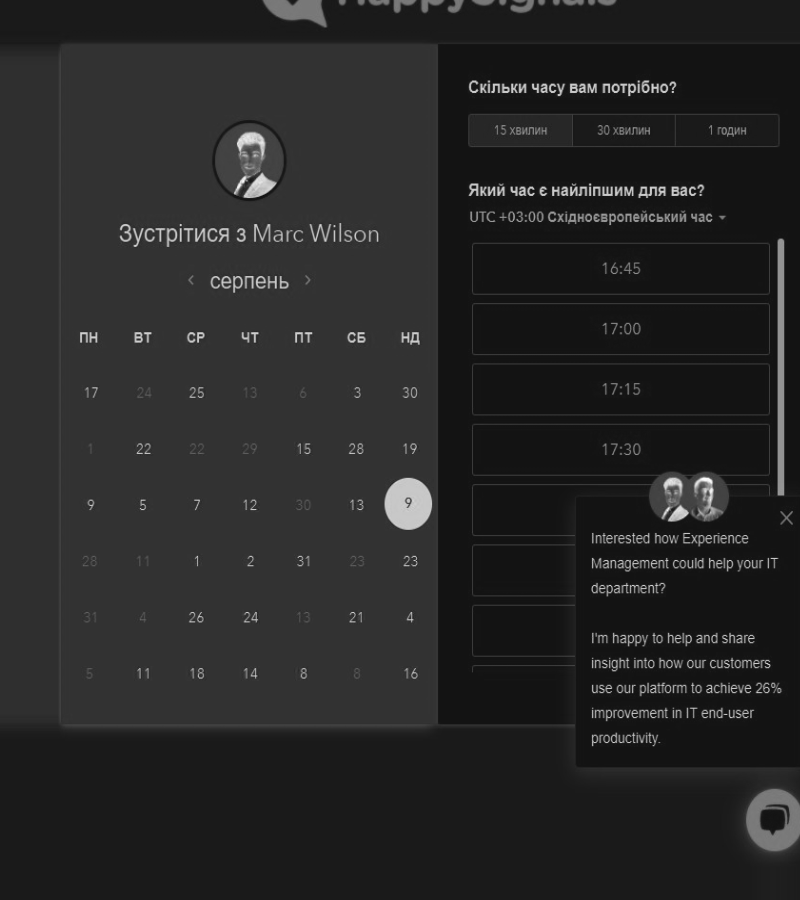 HappySignals
Зустрітися з Marc Wilson
серпень
ПН ВТ СР ЧТ ПТ СБ НД
17 24 25 13 6 3 30
1 22 22 29 15 28 19
9 5 7 12 30 13 9
28 11 1 2 31 23 23
31 4 26 24 13 21 4
5 11 18 14 8 8 16
Скільки часу вам потрібно?
15 хвилин 30 хвилин 1 годин
Який час є найліпшим для вас?
UTC +03:00 Східноєвропейський час
16:45
17:00
17:15
17:30
Interested how Experience
Management could help your IT
department?
I'm happy to help and share
insight into how our customers
use our platform to achieve 26%
improvement in IT end-user
productivity.